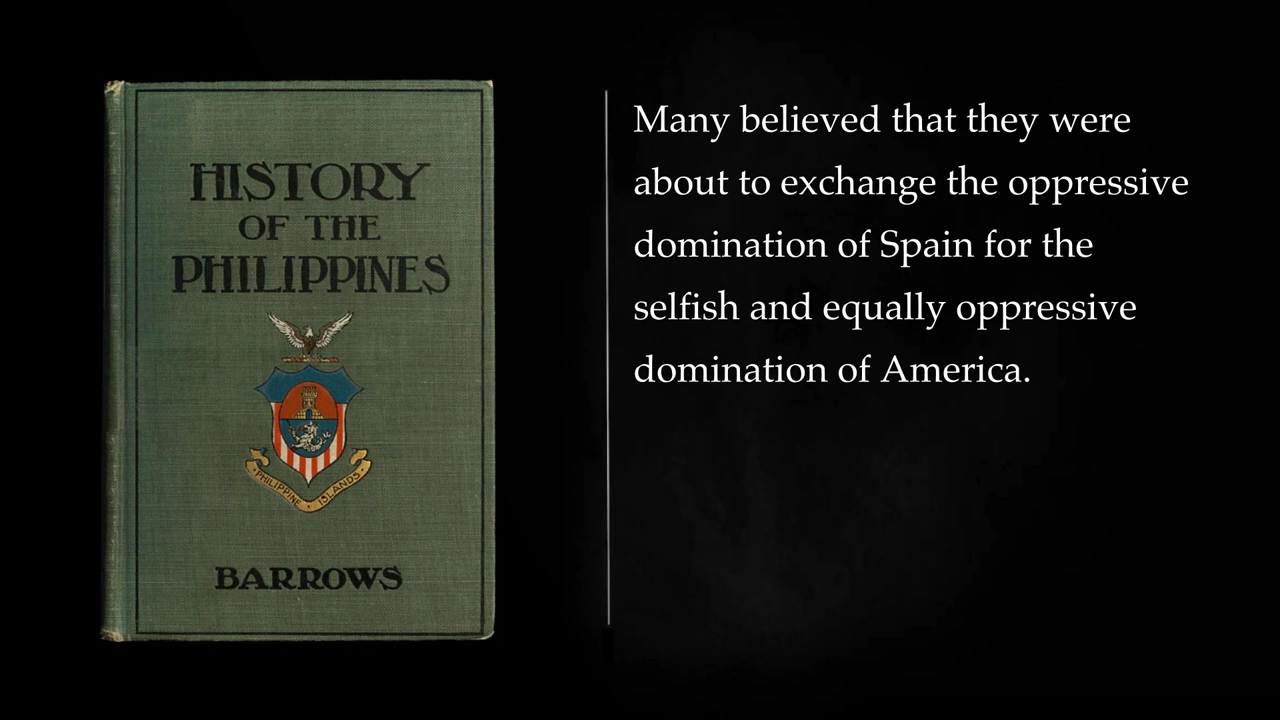 HISTORY
OF THE
PHILIPPINES
PHILIPPINE ISLANDS
BARROWS
Many believed that they were
about to exchange the oppressive
domination of Spain for the
selfish and equally oppressive
domination of America.